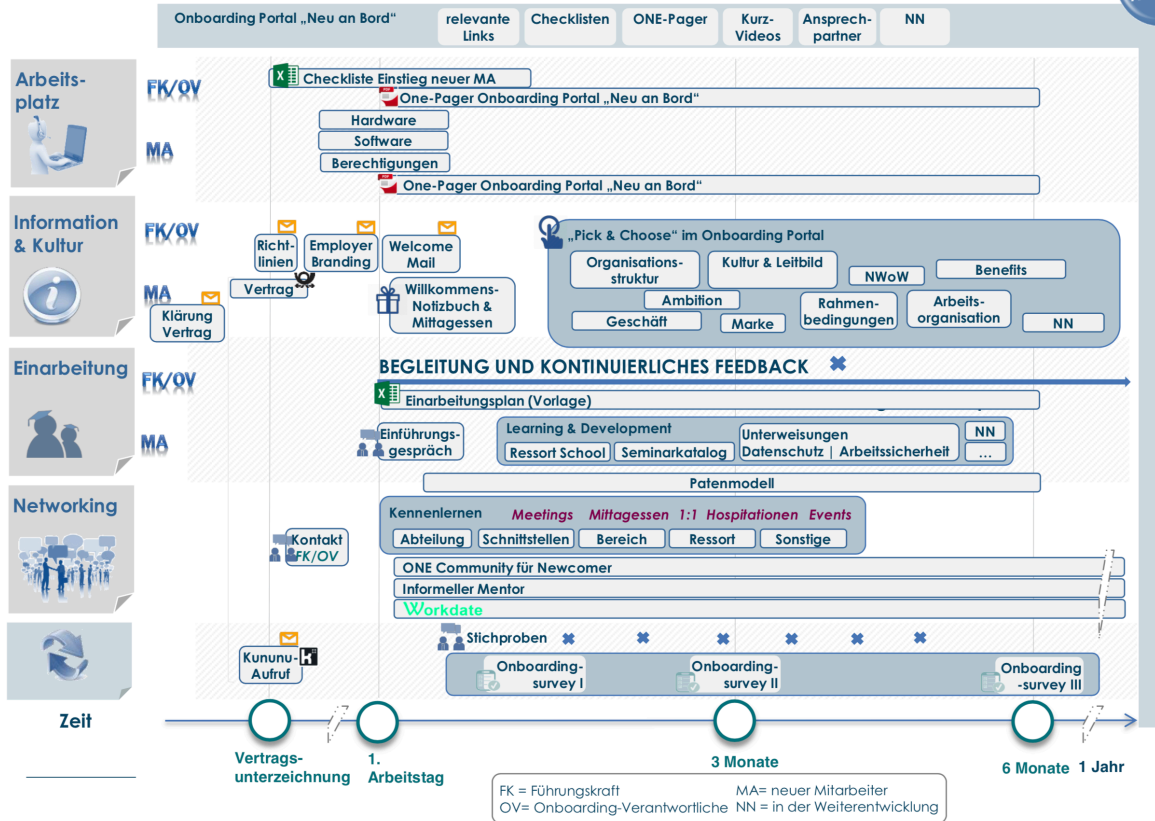 Onboarding Portal „Neu an Bord“
relevante
Links
Checklisten
ONE-Pager
Kurz-
Videos
Ansprech-
partner
NN
Arbeits-
platz
FK/OV
MA
Checkliste Einstieg neuer MA
One-Pager Onboarding Portal „Neu an Bord“
Hardware
Software
Berechtigungen
One-Pager Onboarding Portal „Neu an Bord“
Information
& Kultur
FK/OV
MA
Richt-
linien
Employer
Branding
Welcome
Mail
Vertrag
Klärung
Vertrag
Willkommens-
Notizbuch &
Mittagessen
„Pick & Choose“ im Onboarding Portal
Organisations-
struktur
Kultur & Leitbild
NWoW
Benefits
Ambition
Rahmen-
bedingungen
Arbeits-
organisation
Geschäft
Marke
NN
Einarbeitung
FK/OV
MA
BEGLEITUNG UND KONTINUIERLICHES FEEDBACK
Einarbeitungsplan (Vorlage)
Einführungs-
gespräch
Learning & Development
Ressort School
Seminarkatalog
Unterweisungen
Datenschutz | Arbeitssicherheit
NN
...
Patenmodell
Networking
Kontakt
FK/OV
Kennenlernen
Meetings Mittagessen 1:1 Hospitationen Events
Abteilung
Schnittstellen
Bereich
Ressort
Sonstige
ONE Community für Newcomer
Informeller Mentor
Workdate
Stichproben
Kununu-
Aufruf
Onboarding-
survey I
Onboarding-
survey II
Onboarding
-survey III
Zeit
Vertrags-
unterzeichnung
1.
Arbeitstag
3 Monate
6 Monate
1 Jahr
FK = Führungskraft
MA= neuer Mitarbeiter
OV= Onboarding-Verantwortliche
NN = in der Weiterentwicklung